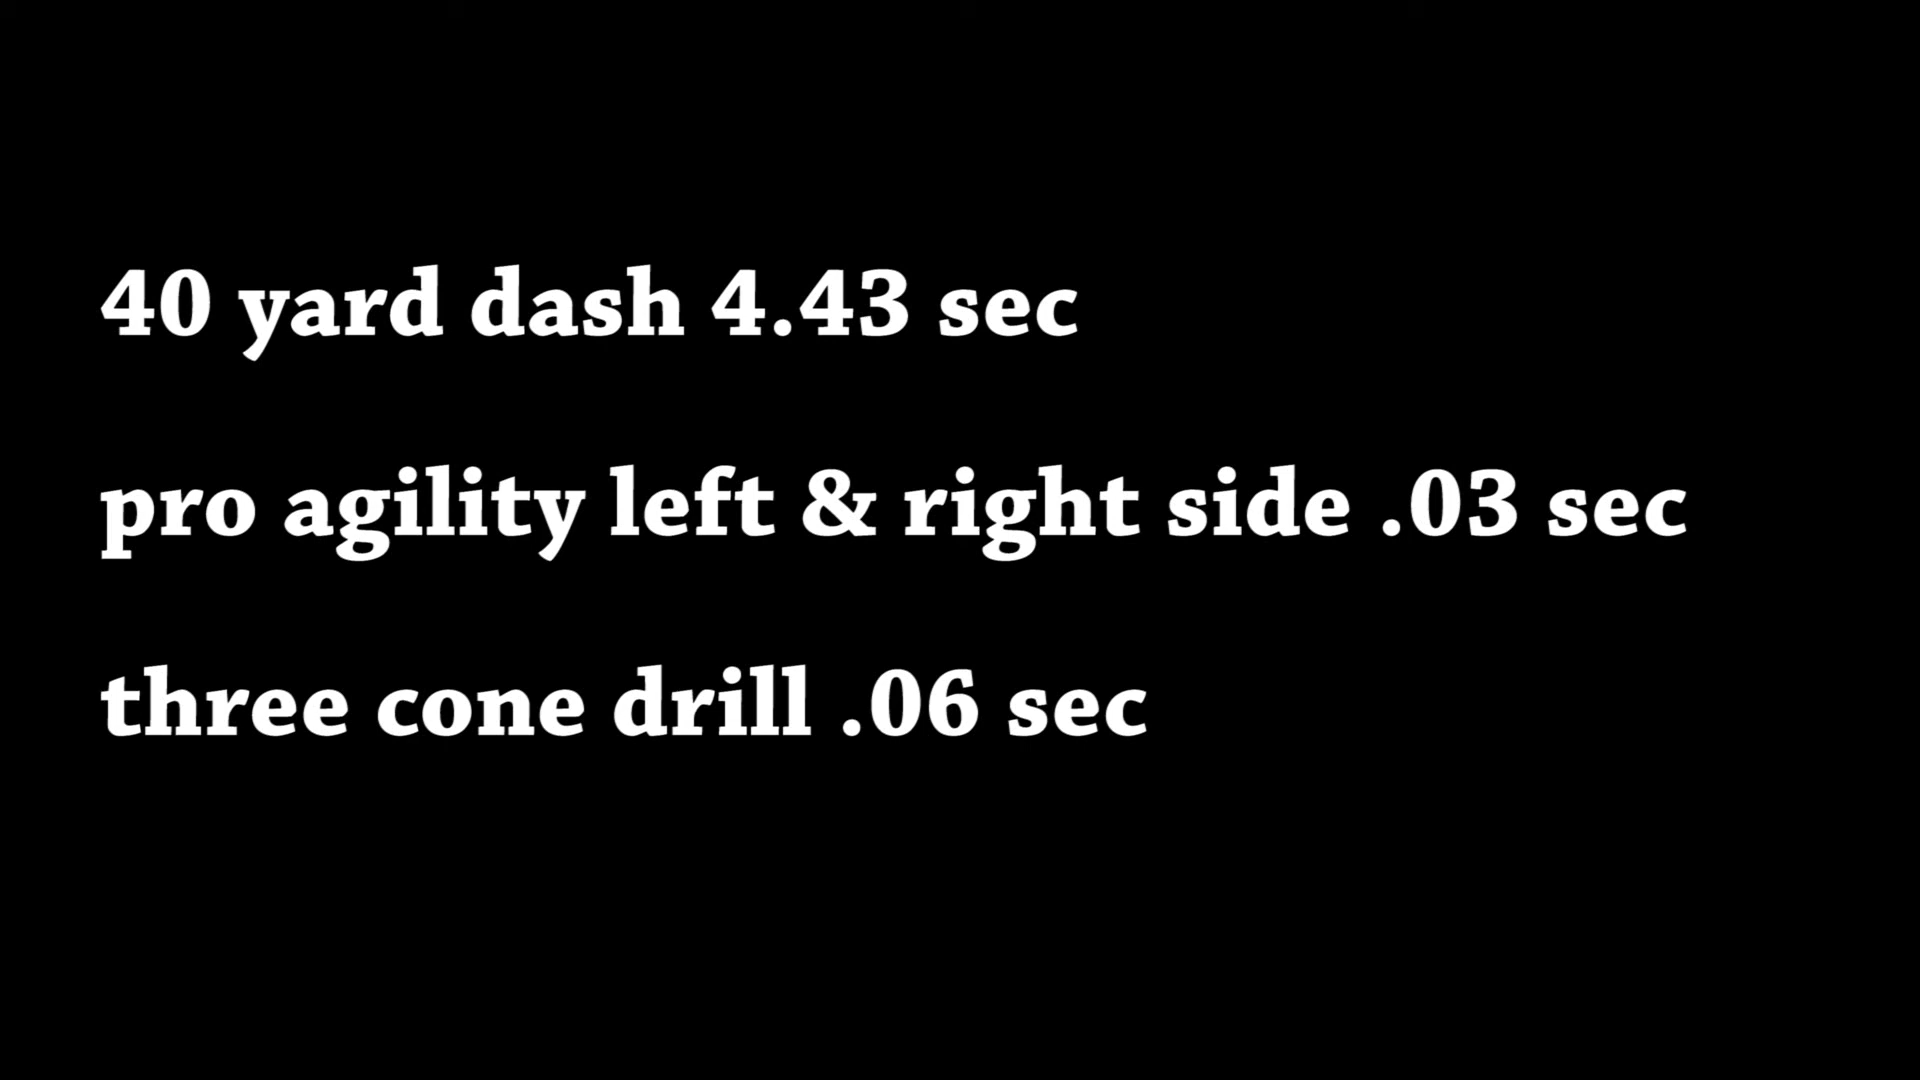 40 yard dash 4.43 sec
pro agility left & right side .03 sec
three cone drill .06 sec